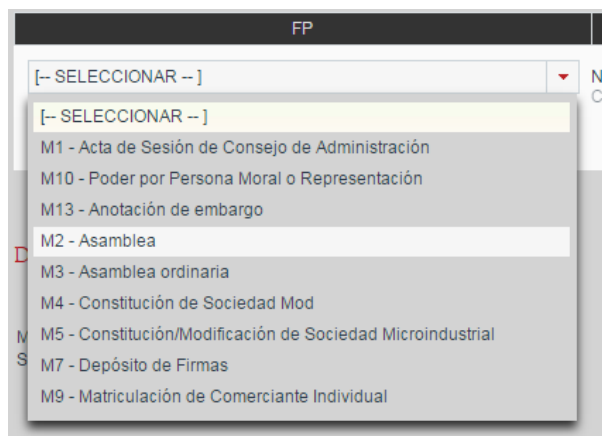 FP
[-- SELECCIONAR -- ]
[-- SELECCIONAR -- ]
M1 - Acta de Sesión de Consejo de Administración
M10 - Poder por Persona Moral o Representación
M13 - Anotación de embargo
M2 - Asamblea
M3 - Asamblea ordinaria
M4 - Constitución de Sociedad Mod
M5 - Constitución/Modificación de Sociedad Microindustrial
M7 - Depósito de Firmas
M9 - Matriculación de Comerciante Individual